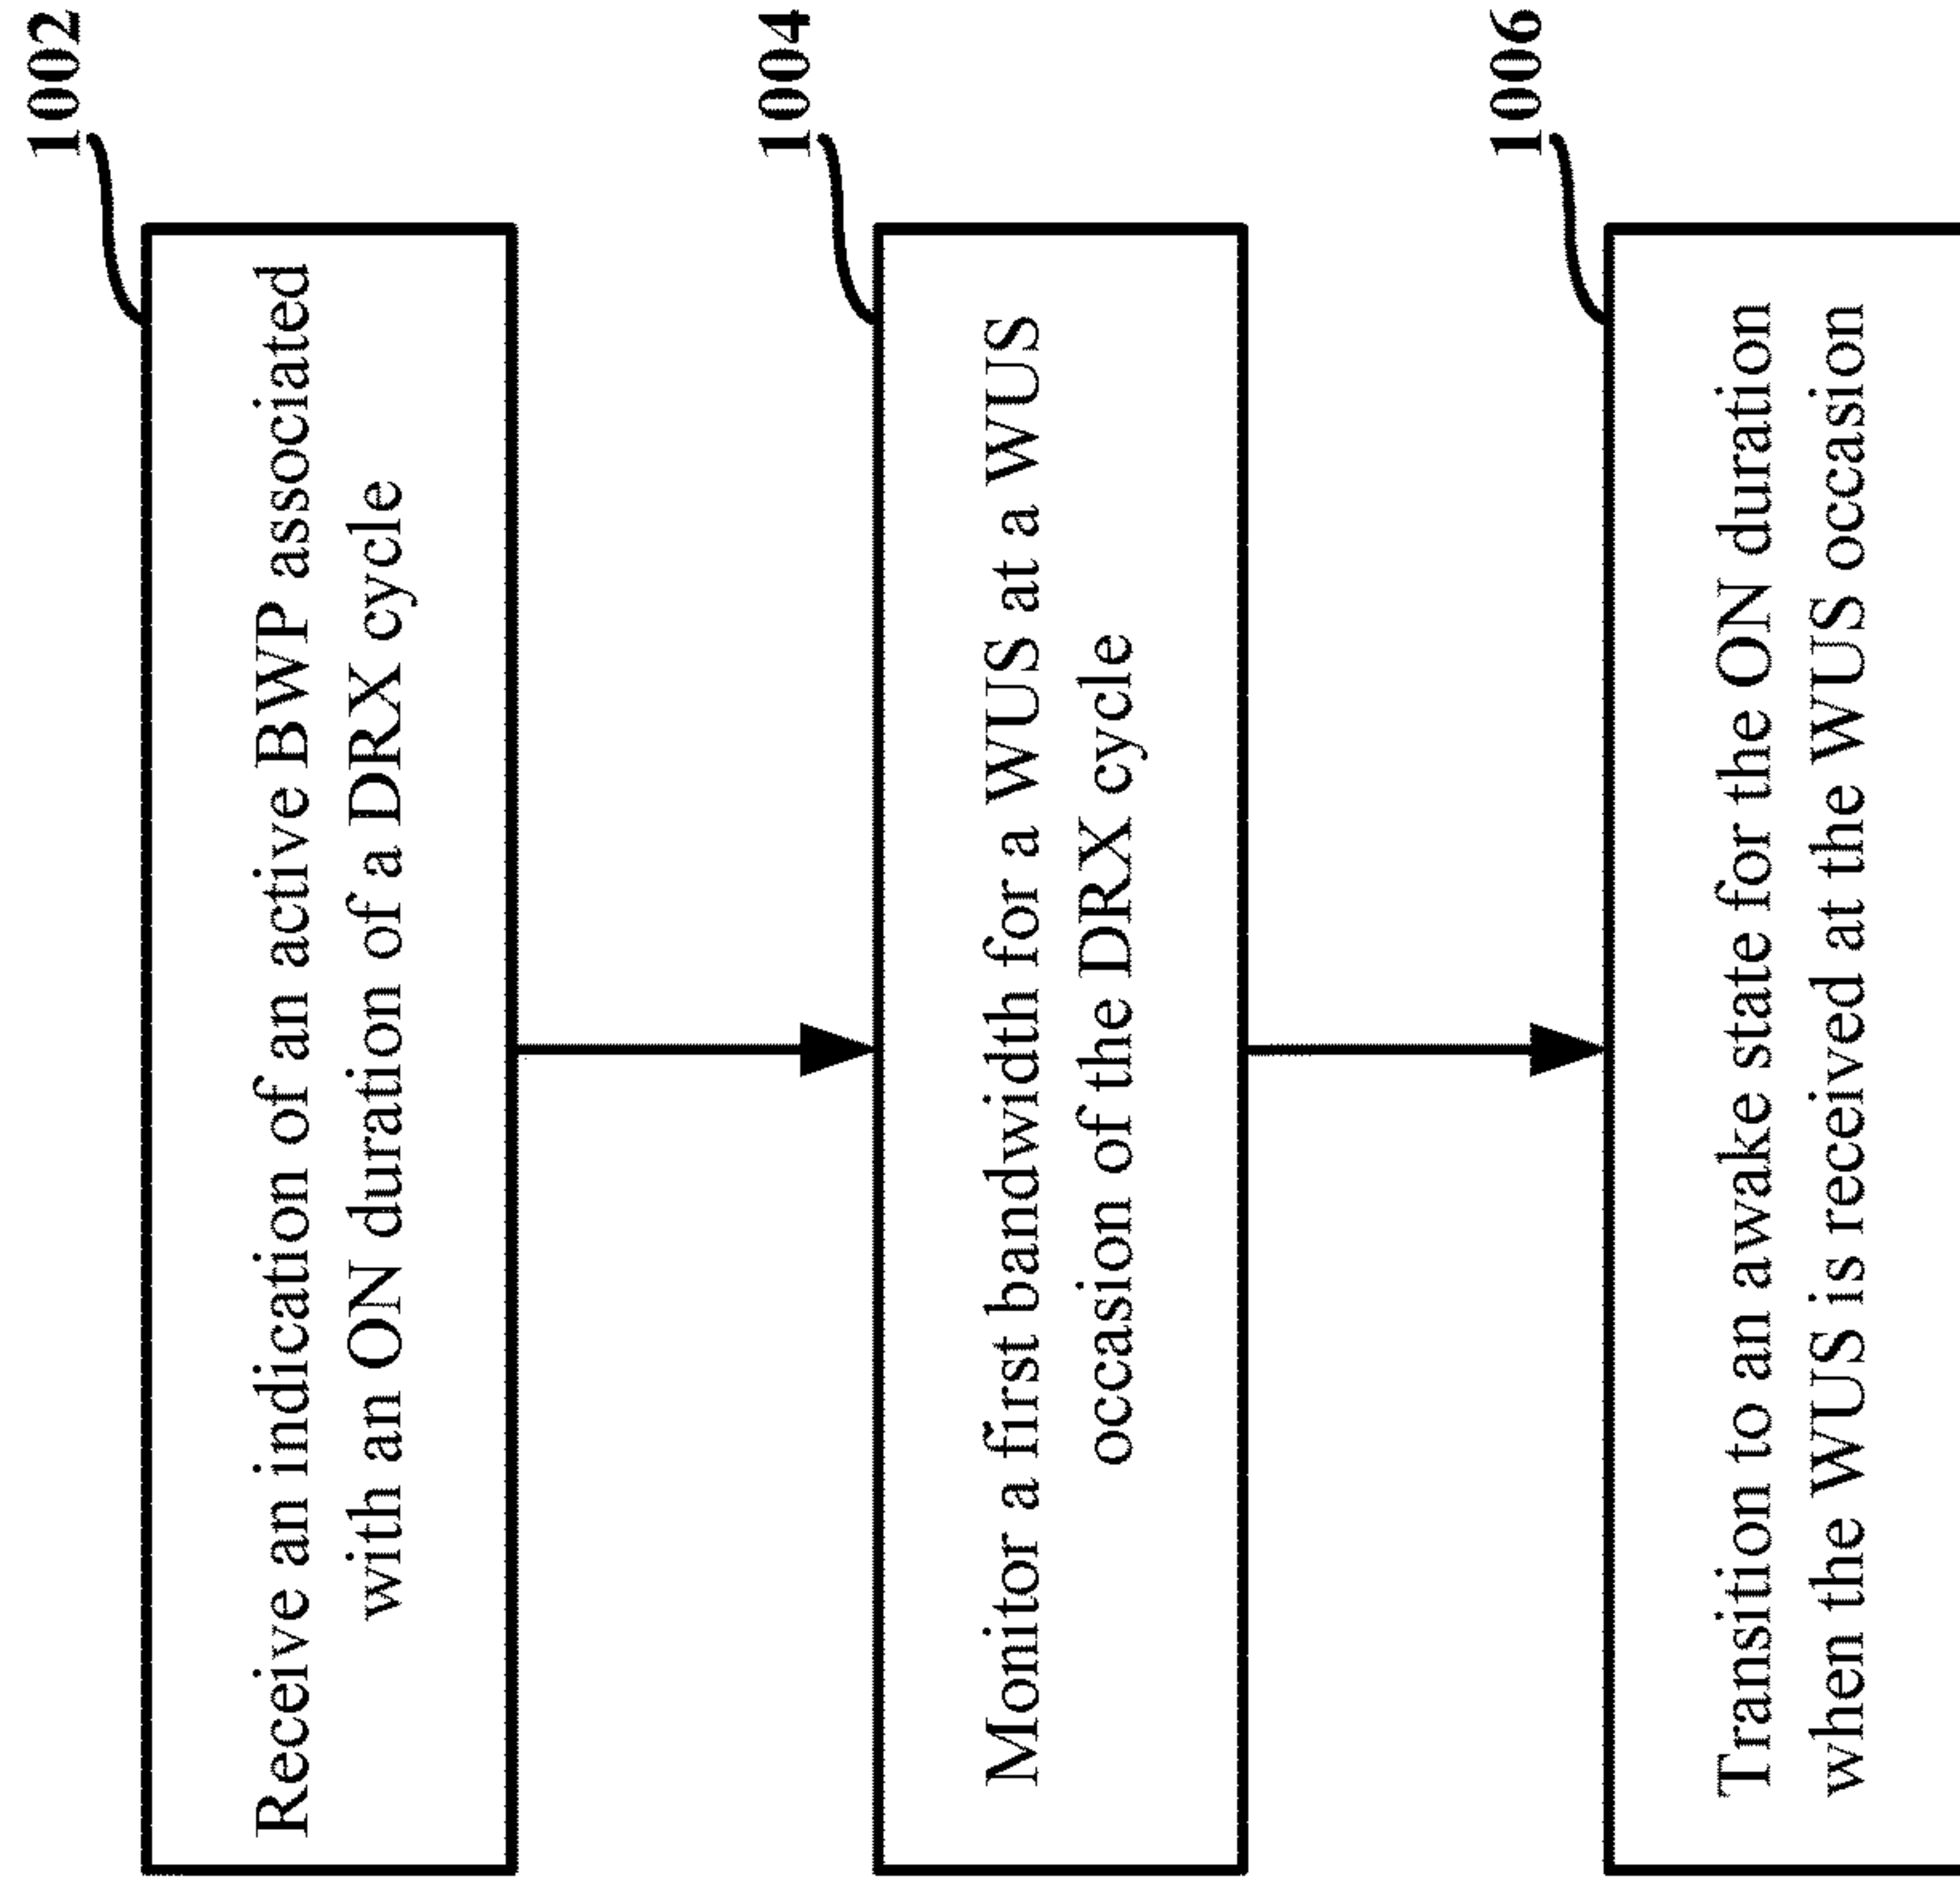 1002
Receive an indication of an active BWP associated
with an ON duration of a DRX cycle
1004
Monitor a first bandwidth for a WUS at a WUS
occasion of the DRX cycle
1006
Transition to an awake state for the ON duration
when the WUS is received at the WUS occasion